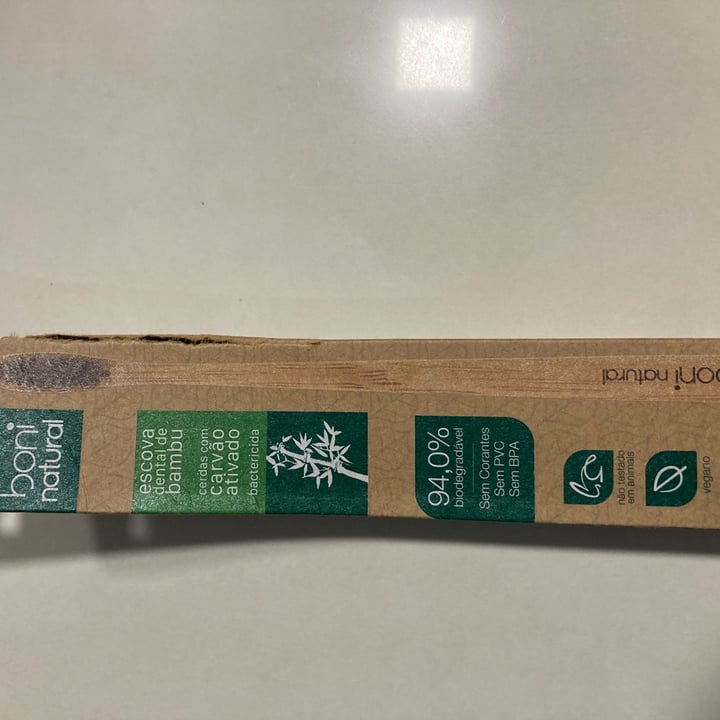 boni
natural
escova
dental de
bambu
cerdas com
carvão
ativado
bactericida
94,0%
biodegradável
Sem Corantes
Sem PVC
Sem BPA
não testado
em animais
vegano
boni natural